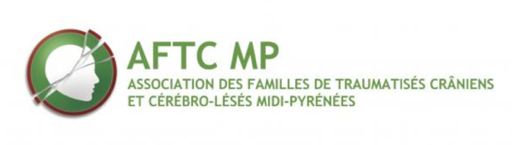 AFTC MP
ASSOCIATION DES FAMILLES DE TRAUMATISÉS CRÂNIENS
ET CÉRÉBRO-LÉSÉS MIDI-PYRÉNÉES